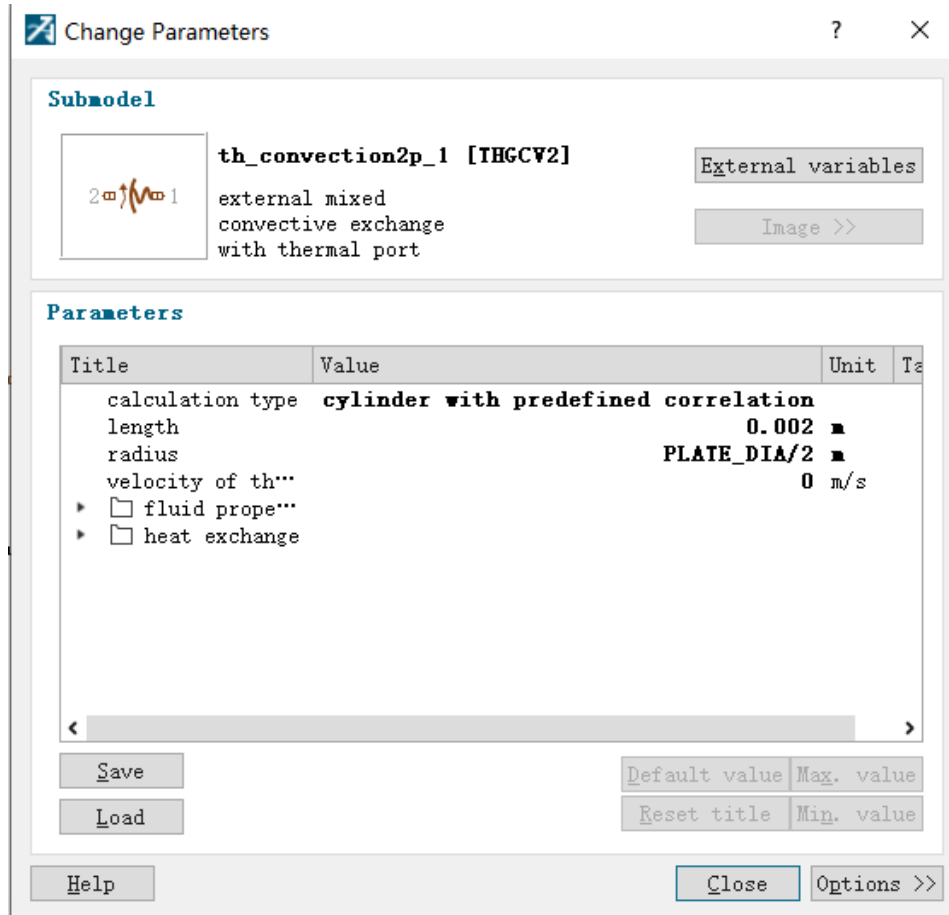 Change Parameters
?
Submodel
2
1
th_convection2p_1 [THGCV2]
external mixed
convective exchange
with thermal port
External variables
Image >>
Parameters
Title Value Unit Ta
calculation type cylinder with predefined correlation
length 0.002 m
radius PLATE_DIA/2 m
velocity of th… 0 m/s
fluid prope…
heat exchange
Save
Load
Default value Max. value
Reset title Min. value
Help
Close
Options >>